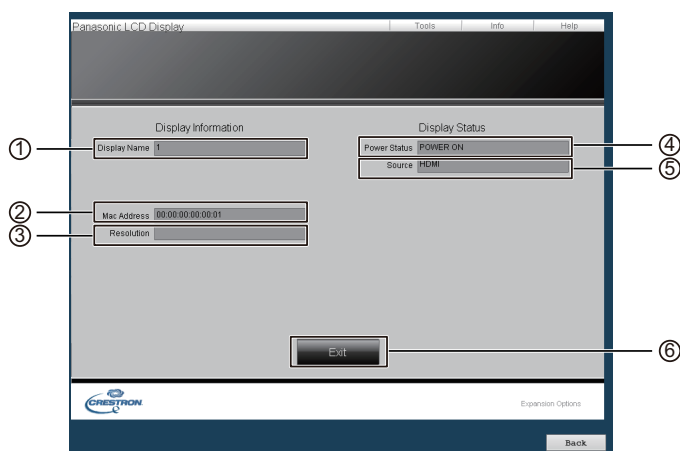 Panasonic LCD Display Tools Info Help
Display Information Display Status
① Display Name 1 Power Status POWER ON ④
Source HDMI ⑤
② Mac Address 00:00:00:00:00:01
③ Resolution
Exit ⑥
CRESTRON Expansion Options
Back